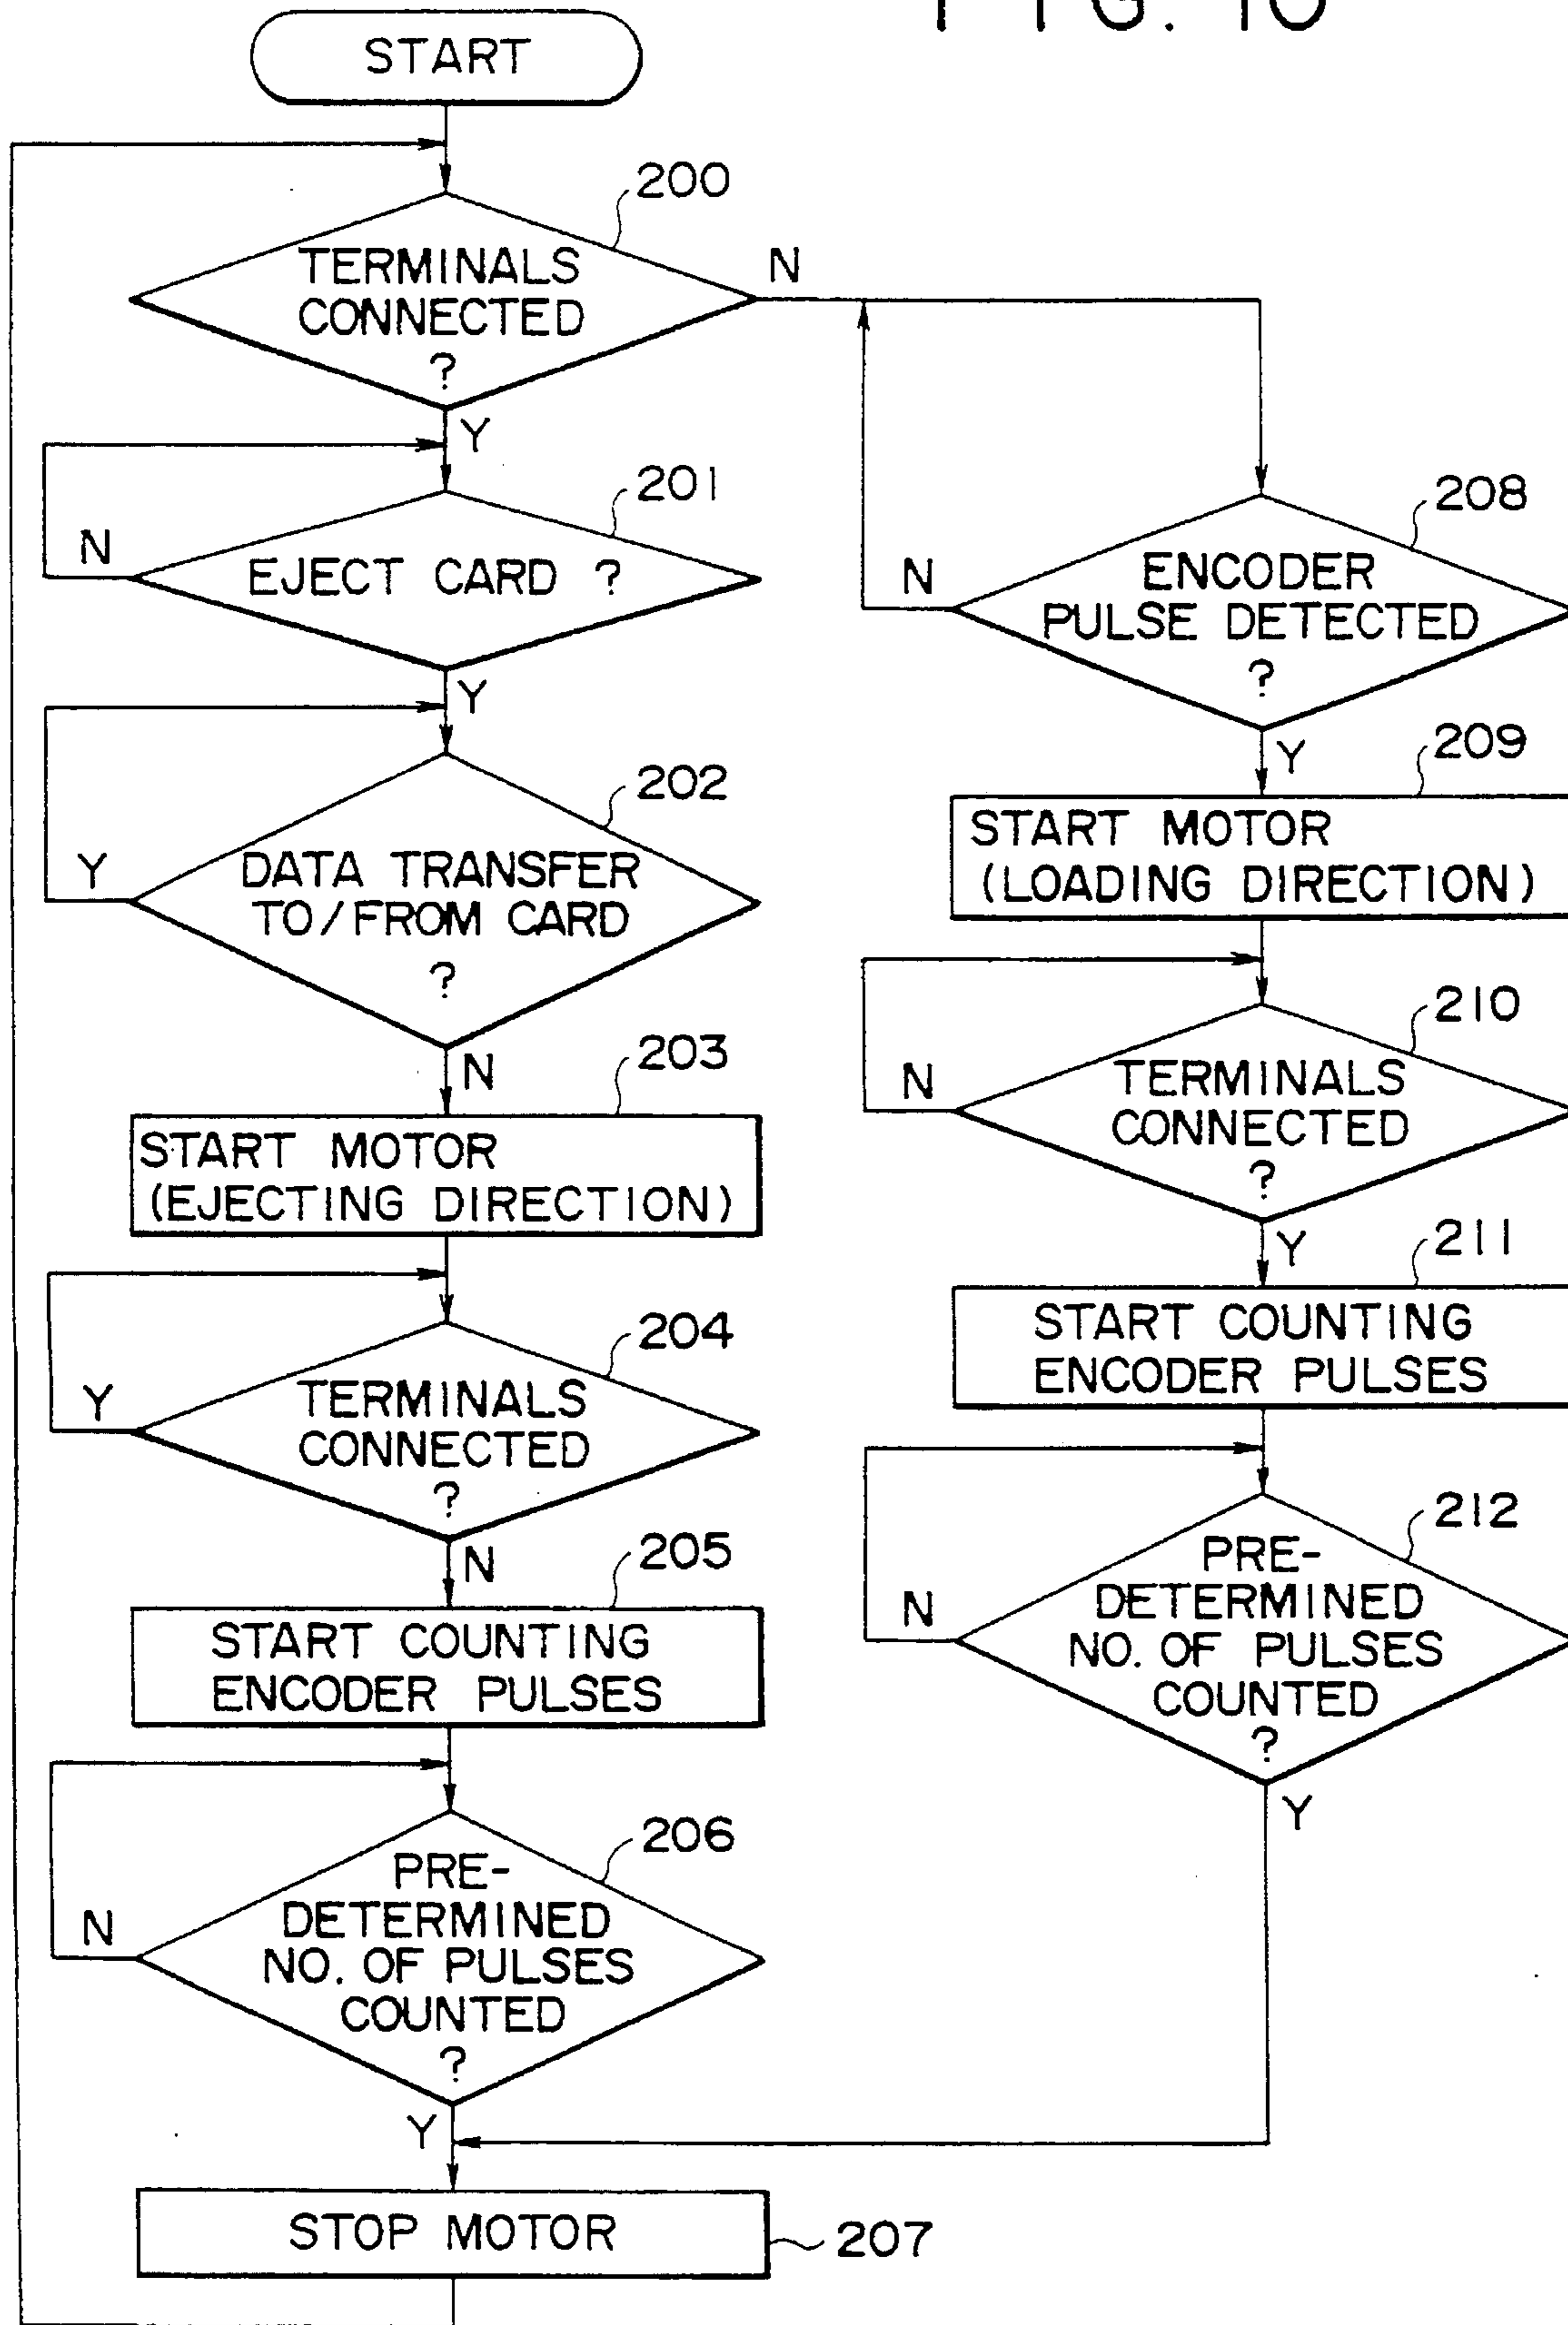 FIG. 10
START
200
TERMINALS
CONNECTED
?
N
Y
201
EJECT CARD ?
N
Y
202
DATA TRANSFER
TO/FROM CARD
?
Y
N
203
START MOTOR
(EJECTING DIRECTION)
204
TERMINALS
CONNECTED
?
Y
N
205
START COUNTING
ENCODER PULSES
206
PRE-
DETERMINED
NO. OF PULSES
COUNTED
?
N
Y
STOP MOTOR
207
208
ENCODER
PULSE DETECTED
?
N
Y
209
START MOTOR
(LOADING DIRECTION)
210
TERMINALS
CONNECTED
?
N
Y
211
START COUNTING
ENCODER PULSES
212
PRE-
DETERMINED
NO. OF PULSES
COUNTED
?
N
Y